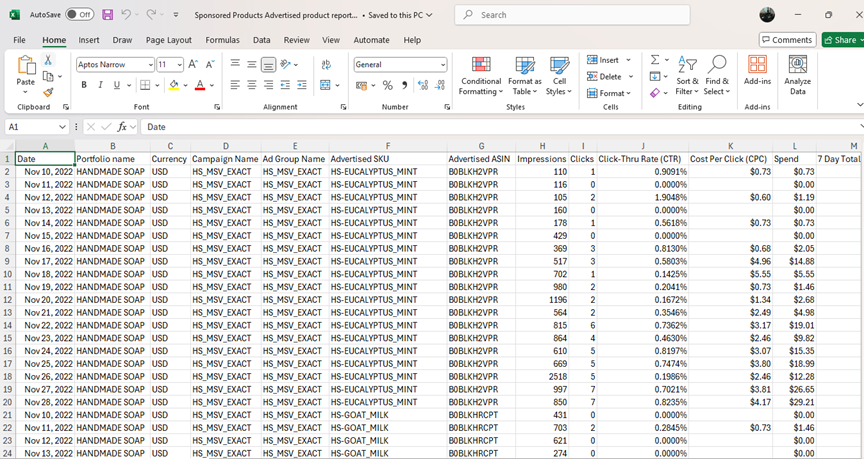 AutoSave Off Sponsored Products Advertised product report... • Saved to this PC Search
File Home Insert Draw Page Layout Formulas Data Review View Automate Help Comments Share
Paste Aptos Narrow 11 General Conditional Formatting Format as Table Cell Styles Insert Delete Format Sort & Filter Find & Select Add-ins Analyze Data
Clipboard Font Alignment Number Styles Cells Editing Add-ins
A1 fx Date
A B C D E F G H I J K L M
1 Date Portfolio name Currency Campaign Name Ad Group Name Advertised SKU Advertised ASIN Impressions Clicks Click-Thru Rate (CTR) Cost Per Click (CPC) Spend 7 Day Total
2 Nov 10, 2022 HANDMADE SOAP USD HS_MSV_EXACT HS_MSV_EXACT HS-EUCALYPTUS_MINT B0BLKH2VPR 110 1 0.9091% $0.73 $0.73
3 Nov 11, 2022 HANDMADE SOAP USD HS_MSV_EXACT HS_MSV_EXACT HS-EUCALYPTUS_MINT B0BLKH2VPR 116 0 0.0000% $0.00
4 Nov 12, 2022 HANDMADE SOAP USD HS_MSV_EXACT HS_MSV_EXACT HS-EUCALYPTUS_MINT B0BLKH2VPR 105 2 1.9048% $0.60 $1.19
5 Nov 13, 2022 HANDMADE SOAP USD HS_MSV_EXACT HS_MSV_EXACT HS-EUCALYPTUS_MINT B0BLKH2VPR 160 0 0.0000% $0.00
6 Nov 14, 2022 HANDMADE SOAP USD HS_MSV_EXACT HS_MSV_EXACT HS-EUCALYPTUS_MINT B0BLKH2VPR 178 1 0.5618% $0.73 $0.73
7 Nov 15, 2022 HANDMADE SOAP USD HS_MSV_EXACT HS_MSV_EXACT HS-EUCALYPTUS_MINT B0BLKH2VPR 429 0 0.0000% $0.00
8 Nov 16, 2022 HANDMADE SOAP USD HS_MSV_EXACT HS_MSV_EXACT HS-EUCALYPTUS_MINT B0BLKH2VPR 369 3 0.8130% $0.68 $2.05
9 Nov 17, 2022 HANDMADE SOAP USD HS_MSV_EXACT HS_MSV_EXACT HS-EUCALYPTUS_MINT B0BLKH2VPR 517 3 0.5803% $4.96 $14.88
10 Nov 18, 2022 HANDMADE SOAP USD HS_MSV_EXACT HS_MSV_EXACT HS-EUCALYPTUS_MINT B0BLKH2VPR 702 1 0.1425% $5.55 $5.55
11 Nov 19, 2022 HANDMADE SOAP USD HS_MSV_EXACT HS_MSV_EXACT HS-EUCALYPTUS_MINT B0BLKH2VPR 980 2 0.2041% $0.73 $1.46
12 Nov 20, 2022 HANDMADE SOAP USD HS_MSV_EXACT HS_MSV_EXACT HS-EUCALYPTUS_MINT B0BLKH2VPR 1196 2 0.1672% $1.34 $2.68
13 Nov 21, 2022 HANDMADE SOAP USD HS_MSV_EXACT HS_MSV_EXACT HS-EUCALYPTUS_MINT B0BLKH2VPR 564 2 0.3546% $2.49 $4.98
14 Nov 22, 2022 HANDMADE SOAP USD HS_MSV_EXACT HS_MSV_EXACT HS-EUCALYPTUS_MINT B0BLKH2VPR 815 6 0.7362% $3.17 $19.01
15 Nov 23, 2022 HANDMADE SOAP USD HS_MSV_EXACT HS_MSV_EXACT HS-EUCALYPTUS_MINT B0BLKH2VPR 864 4 0.4630% $2.46 $9.82
16 Nov 24, 2022 HANDMADE SOAP USD HS_MSV_EXACT HS_MSV_EXACT HS-EUCALYPTUS_MINT B0BLKH2VPR 610 5 0.8197% $3.07 $15.35
17 Nov 25, 2022 HANDMADE SOAP USD HS_MSV_EXACT HS_MSV_EXACT HS-EUCALYPTUS_MINT B0BLKH2VPR 669 5 0.7474% $3.80 $18.99
18 Nov 26, 2022 HANDMADE SOAP USD HS_MSV_EXACT HS_MSV_EXACT HS-EUCALYPTUS_MINT B0BLKH2VPR 2518 5 0.1986% $2.46 $12.28
19 Nov 27, 2022 HANDMADE SOAP USD HS_MSV_EXACT HS_MSV_EXACT HS-EUCALYPTUS_MINT B0BLKH2VPR 997 7 0.7021% $3.81 $26.65
20 Nov 28, 2022 HANDMADE SOAP USD HS_MSV_EXACT HS_MSV_EXACT HS-EUCALYPTUS_MINT B0BLKH2VPR 850 7 0.8235% $4.17 $29.21
21 Nov 10, 2022 HANDMADE SOAP USD HS_MSV_EXACT HS_MSV_EXACT HS-GOAT_MILK B0BLKHRCPT 431 0 0.0000% $0.00
22 Nov 11, 2022 HANDMADE SOAP USD HS_MSV_EXACT HS_MSV_EXACT HS-GOAT_MILK B0BLKHRCPT 703 2 0.2845% $0.73 $1.46
23 Nov 12, 2022 HANDMADE SOAP USD HS_MSV_EXACT HS_MSV_EXACT HS-GOAT_MILK B0BLKHRCPT 621 0 0.0000% $0.00
24 Nov 13, 2022 HANDMADE SOAP USD HS_MSV_EXACT HS_MSV_EXACT HS-GOAT_MILK B0BLKHRCPT 274 0 0.0000% $0.00